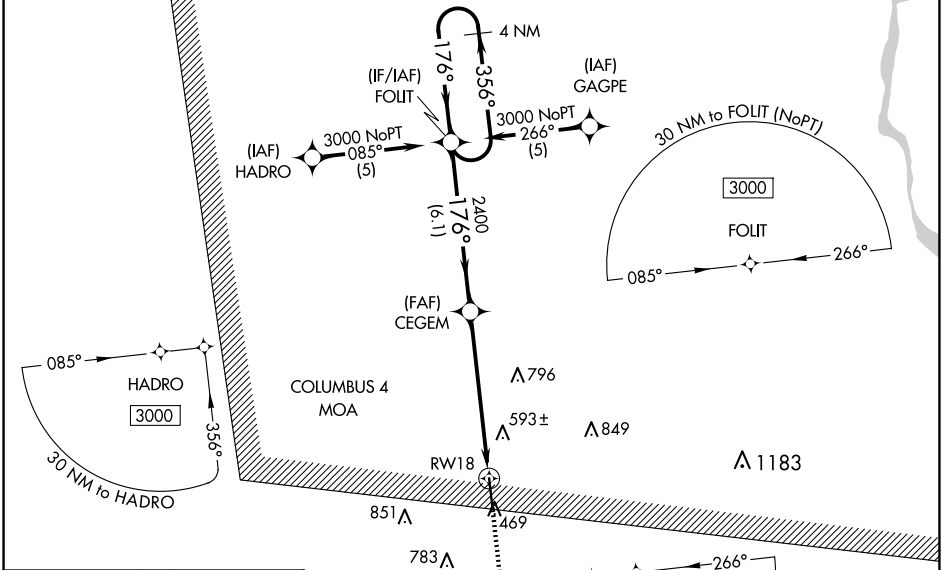 4 NM
176°
356°
(IF/IAF)
FOLIT
(IAF)
GAGPE
3000 NoPT
266°
(5)
(IAF)
HADRO
3000 NoPT
085°
(5)
30 NM to FOLIT (NoPT)
3000
FOLIT
085°
266°
2400
176°
(6.1)
(FAF)
CEGEM
085°
HADRO
3000
356°
30 NM to HADRO
COLUMBUS 4
MOA
796
593±
849
1183
RW18
851
469
783
266°